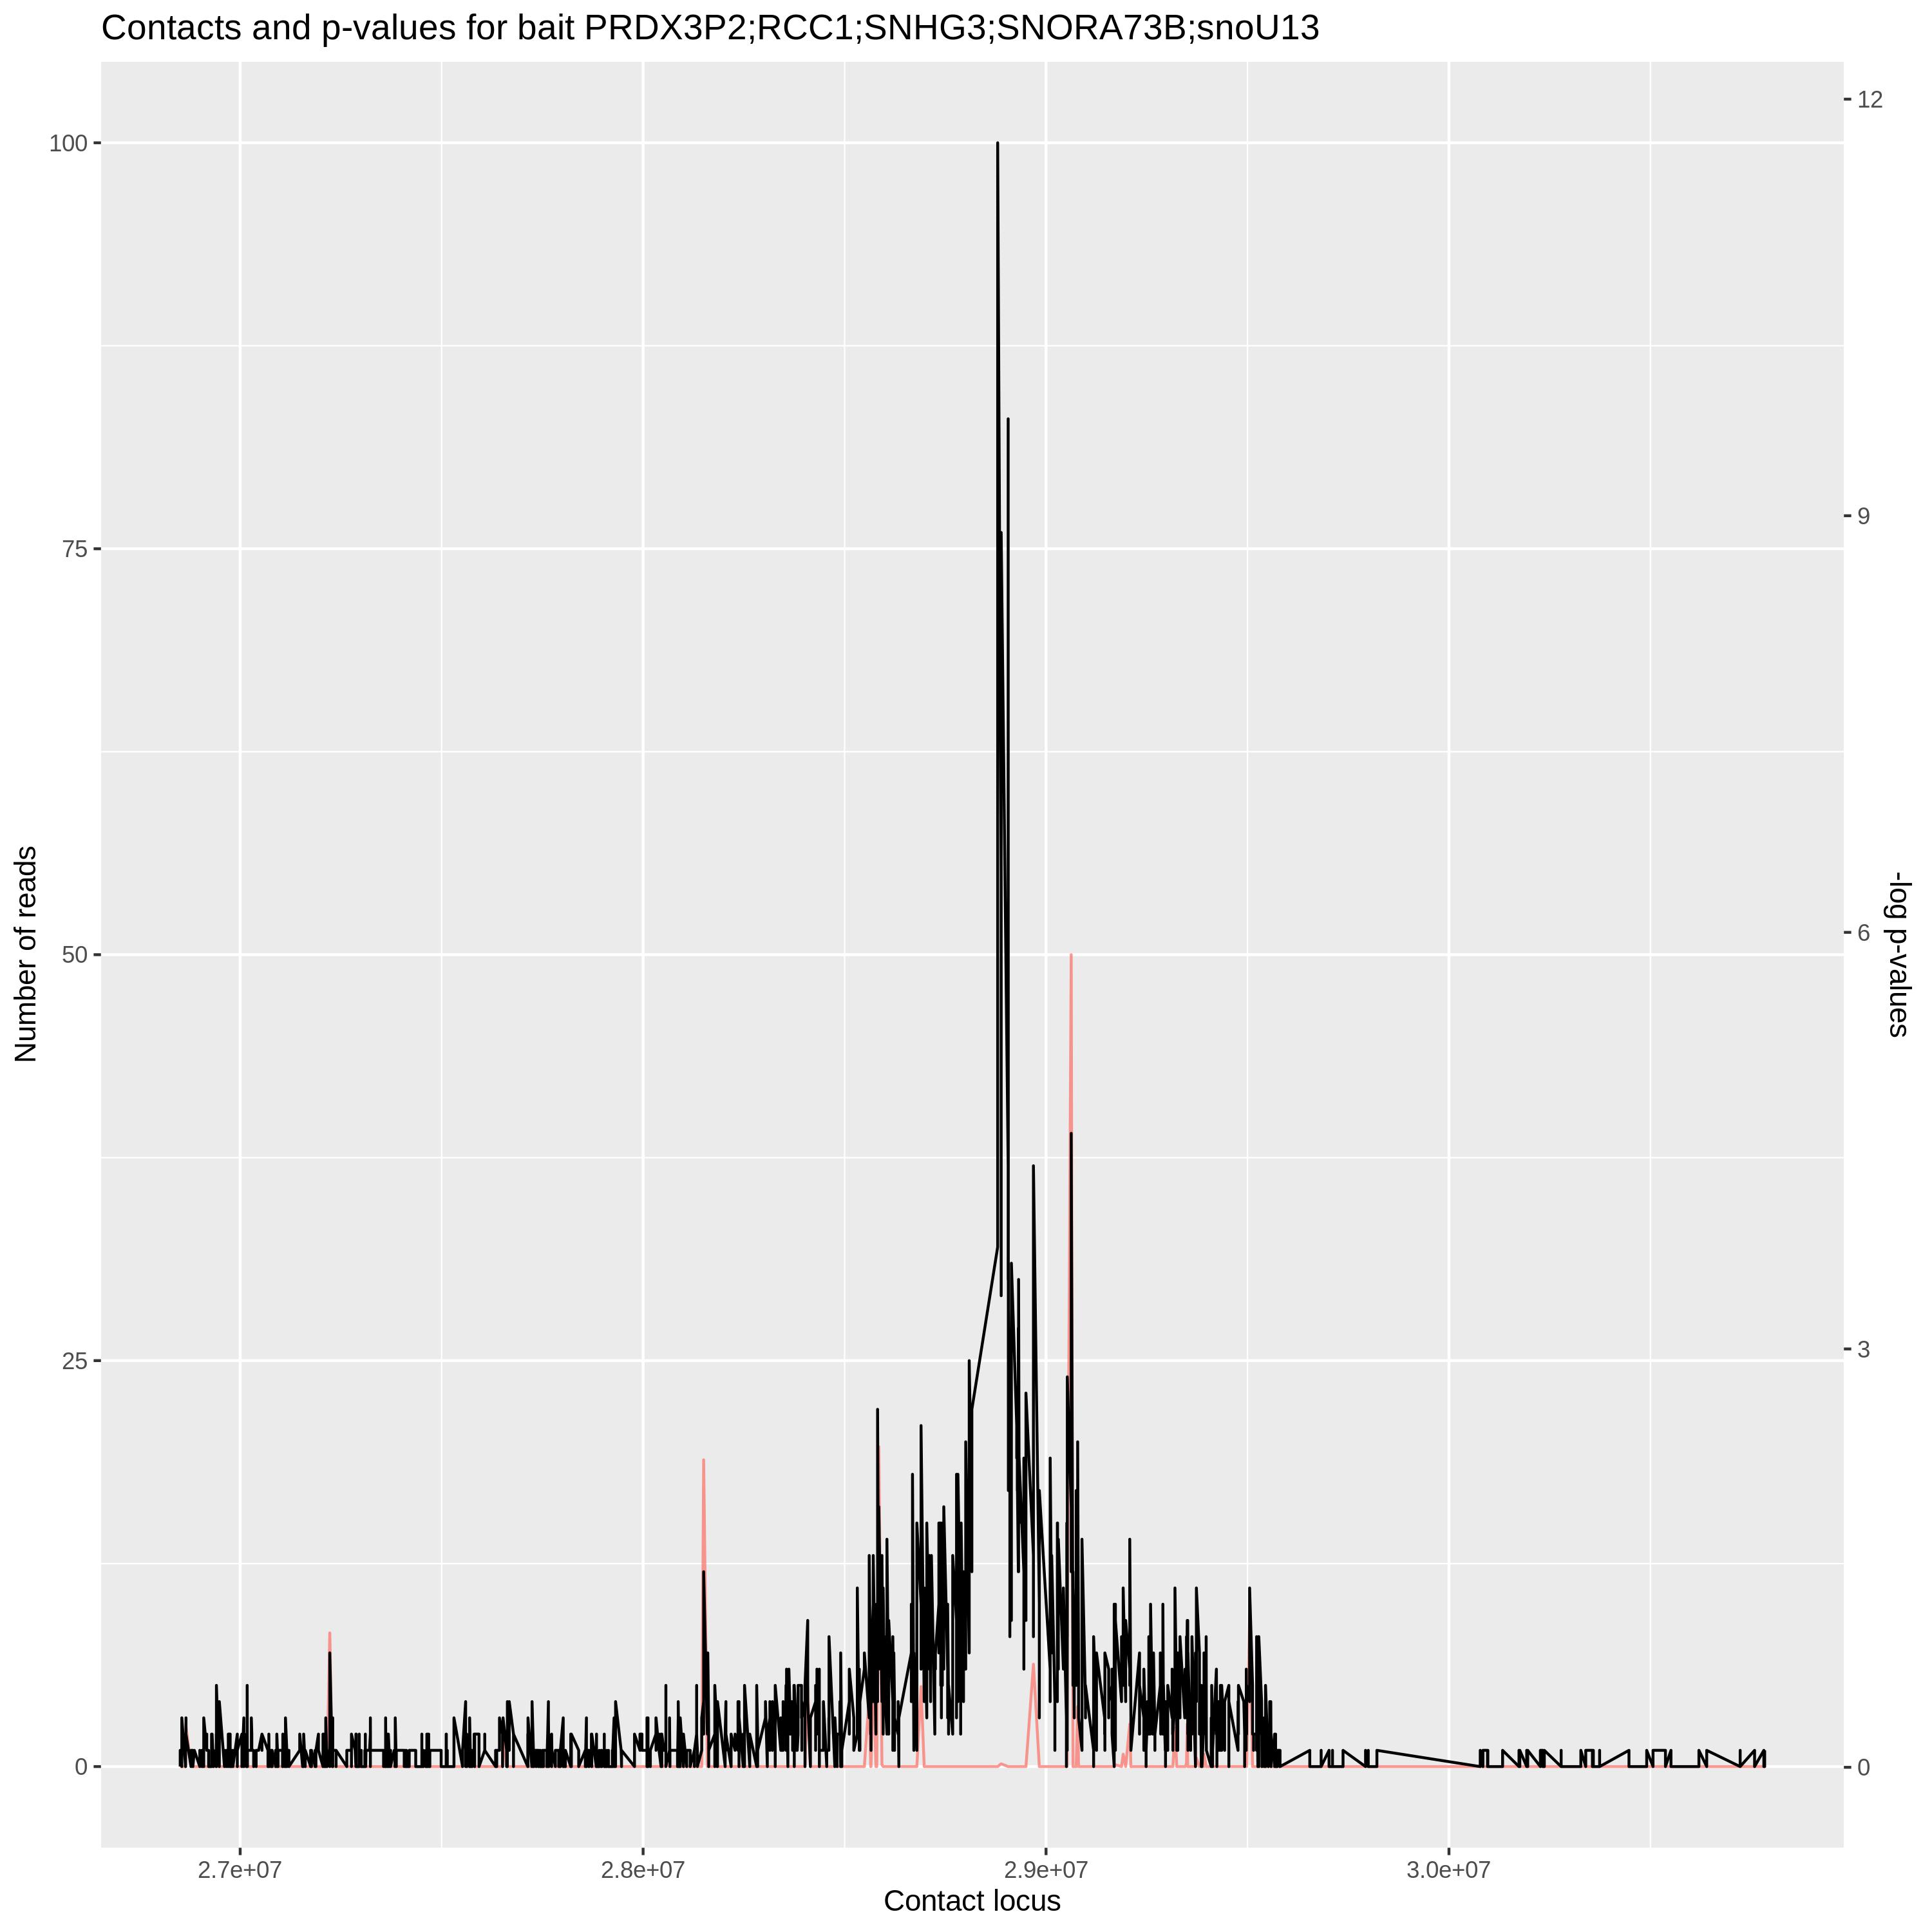 Contacts and p-values for bait PRDX3P2;RCC1;SNHG3;SNORA73B;snoU13
100
75
50
25
0
Number of reads
12
9
6
3
0
-log p-values
2.7e+07
2.8e+07
2.9e+07
3.0e+07
Contact locus